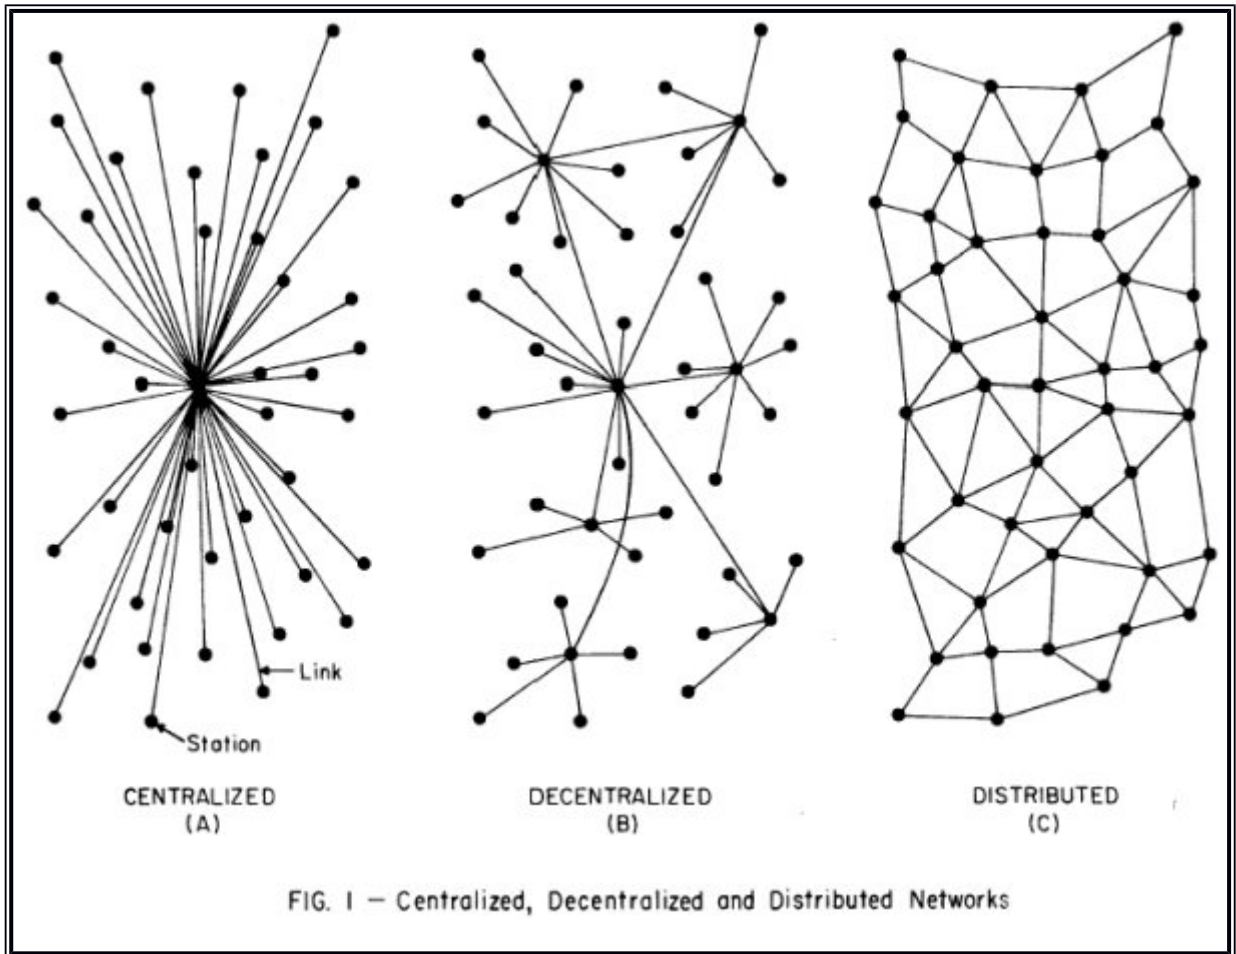 Link
Station
CENTRALIZED
(A)
DECENTRALIZED
(B)
DISTRIBUTED
(C)
FIG. I — Centralized, Decentralized and Distributed Networks